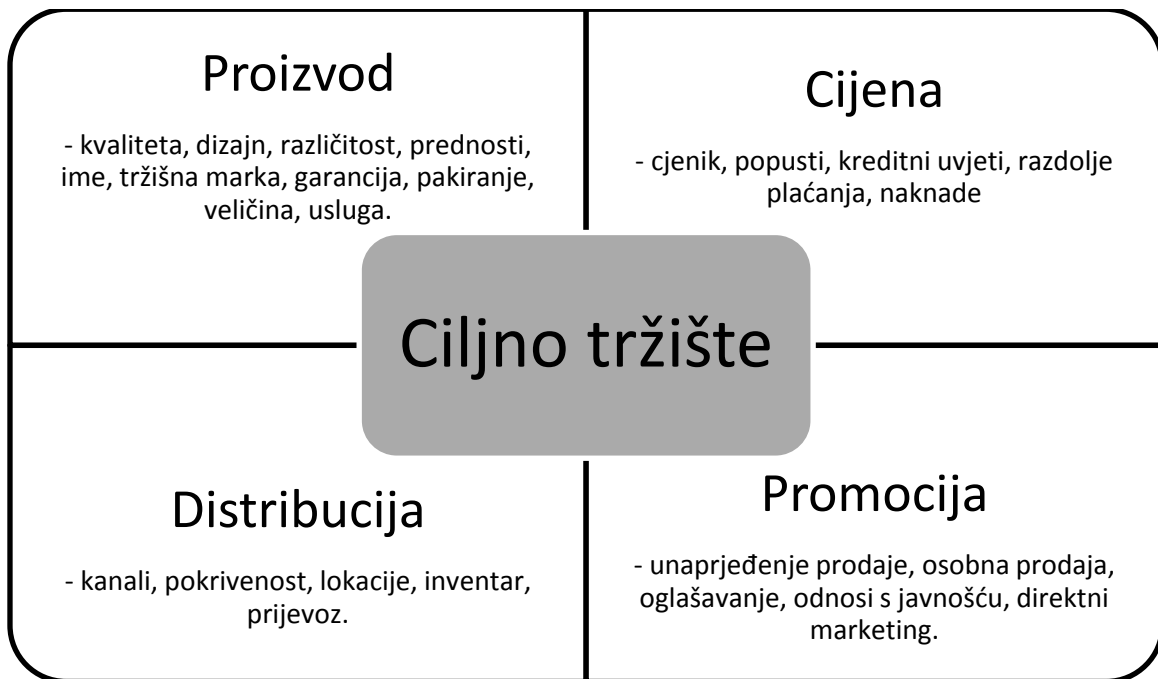 Proizvod
- kvaliteta, dizajn, različitost, prednosti,
ime, tržišna marka, garancija, pakiranje,
veličina, usluga.
Cijena
- cjenik, popusti, kreditni uvjeti, razdolje
plaćanja, naknade
Ciljno tržište
Distribucija
- kanali, pokrivenost, lokacije, inventar,
prijevoz.
Promocija
- unaprjeđenje prodaje, osobna prodaja,
oglašavanje, odnosi s javnošću, direktni
marketing.